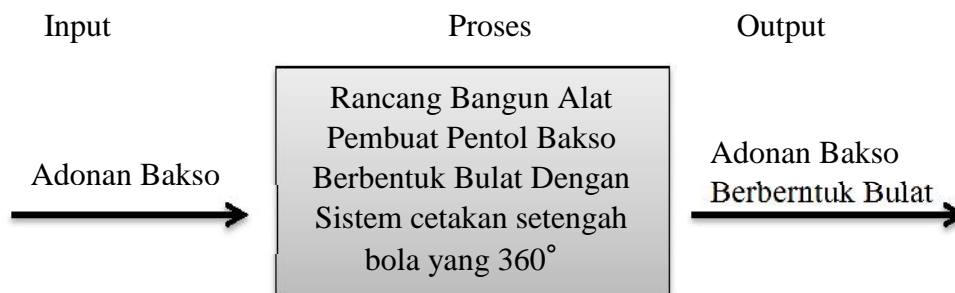 Input
Proses
Output
Adonan Bakso
Rancang Bangun Alat
Pembuat Pentol Bakso
Berbentuk Bulat Dengan
Sistem cetakan setengah
bola yang 360°
Adonan Bakso
Berberntuk Bulat